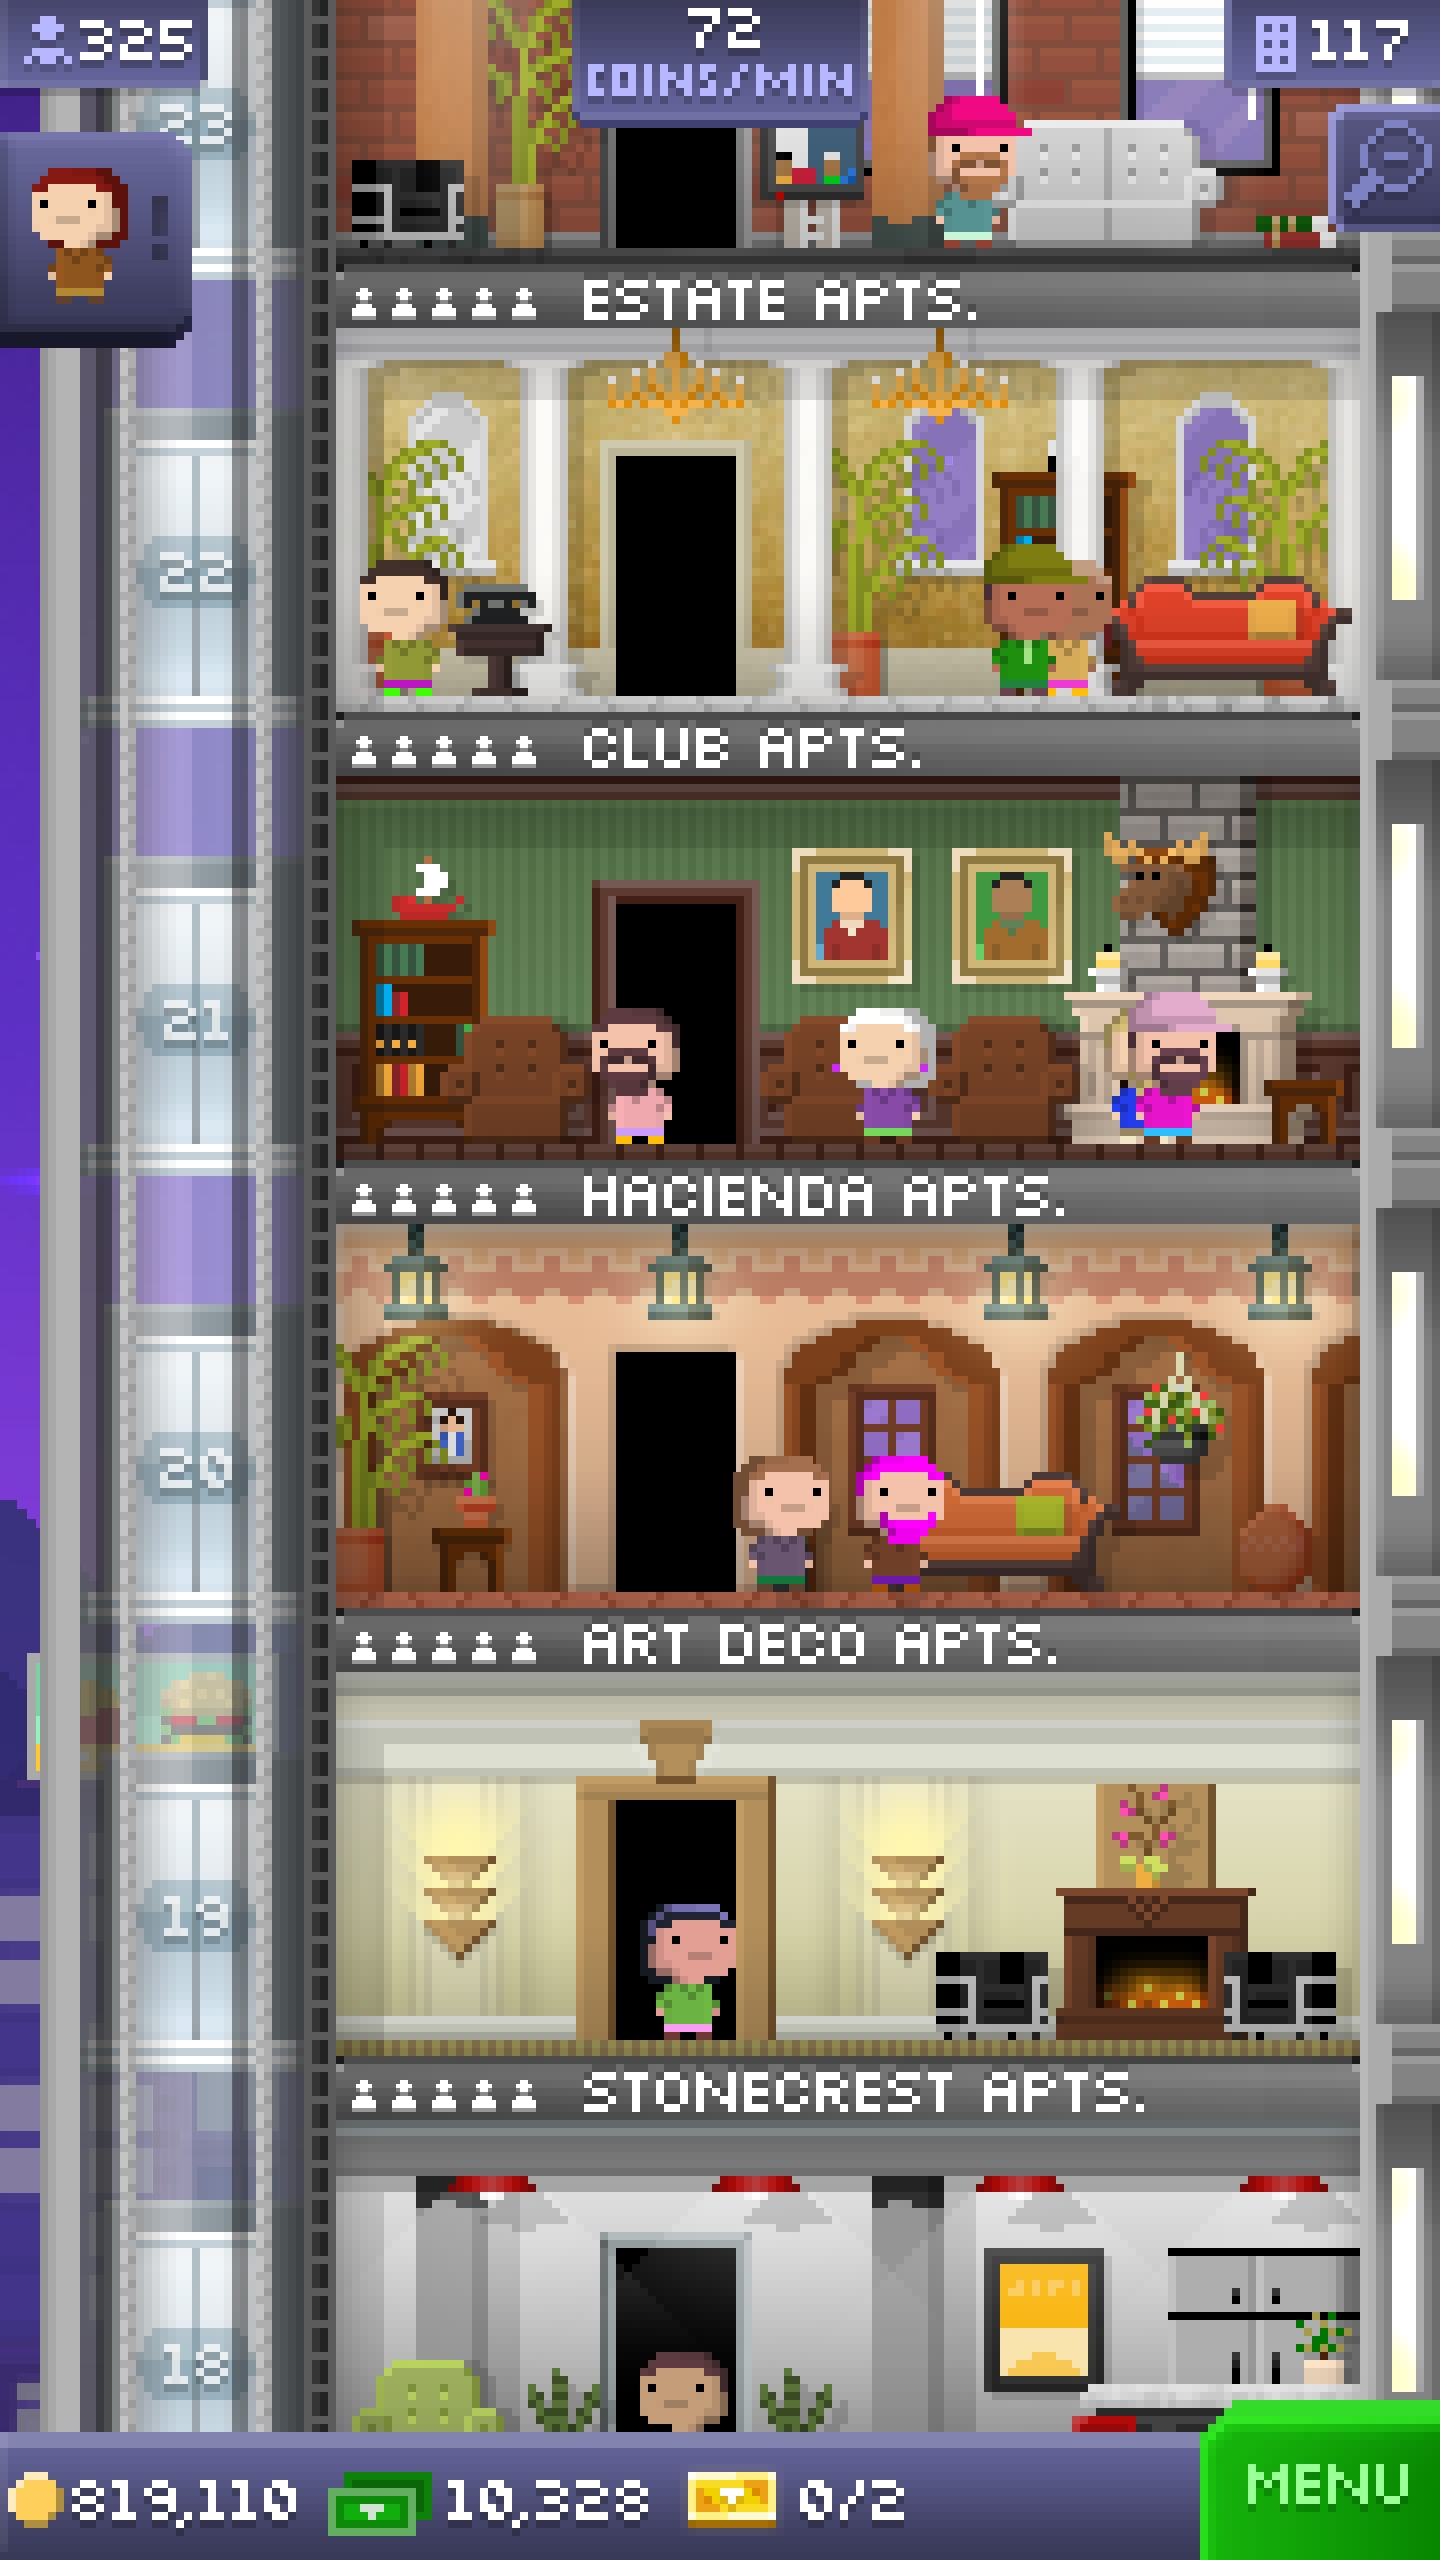 325
72
COINS/MIN
117
23
!
ESTATE APTS.
22
CLUB APTS.
21
HACIENDA APTS.
20
ART DECO APTS.
19
STONECREST APTS.
18
819,110
10,328
0/2
MENU